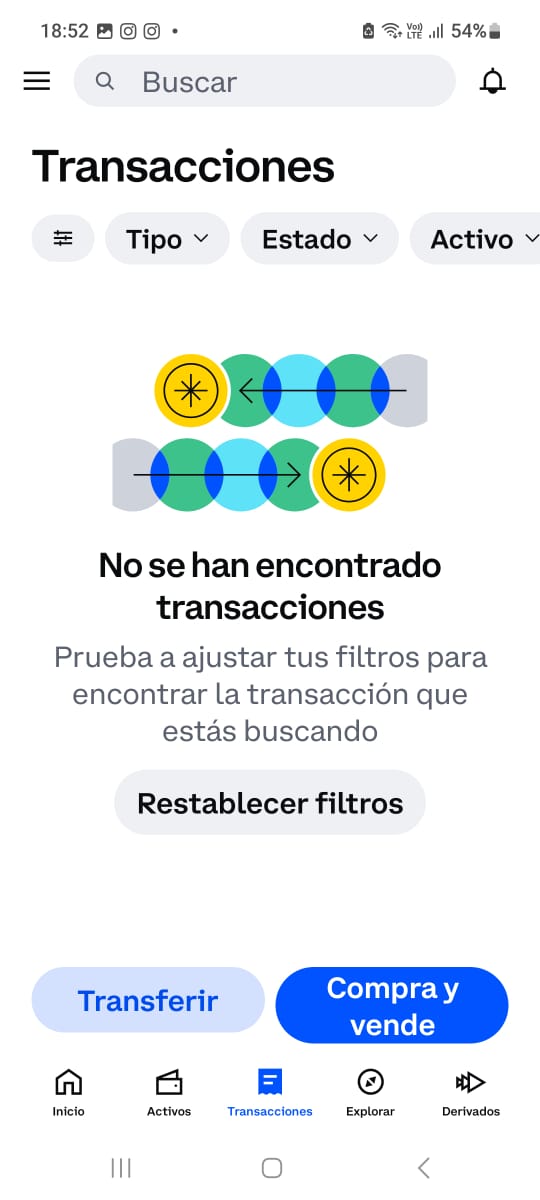 18:52 54%
Buscar
Transacciones
Tipo Estado Activo
No se han encontrado
transacciones
Prueba a ajustar tus filtros para
encontrar la transacción que
estás buscando
Restablecer filtros
Transferir
Compra y
vende
Inicio Activos Transacciones Explorar Derivados